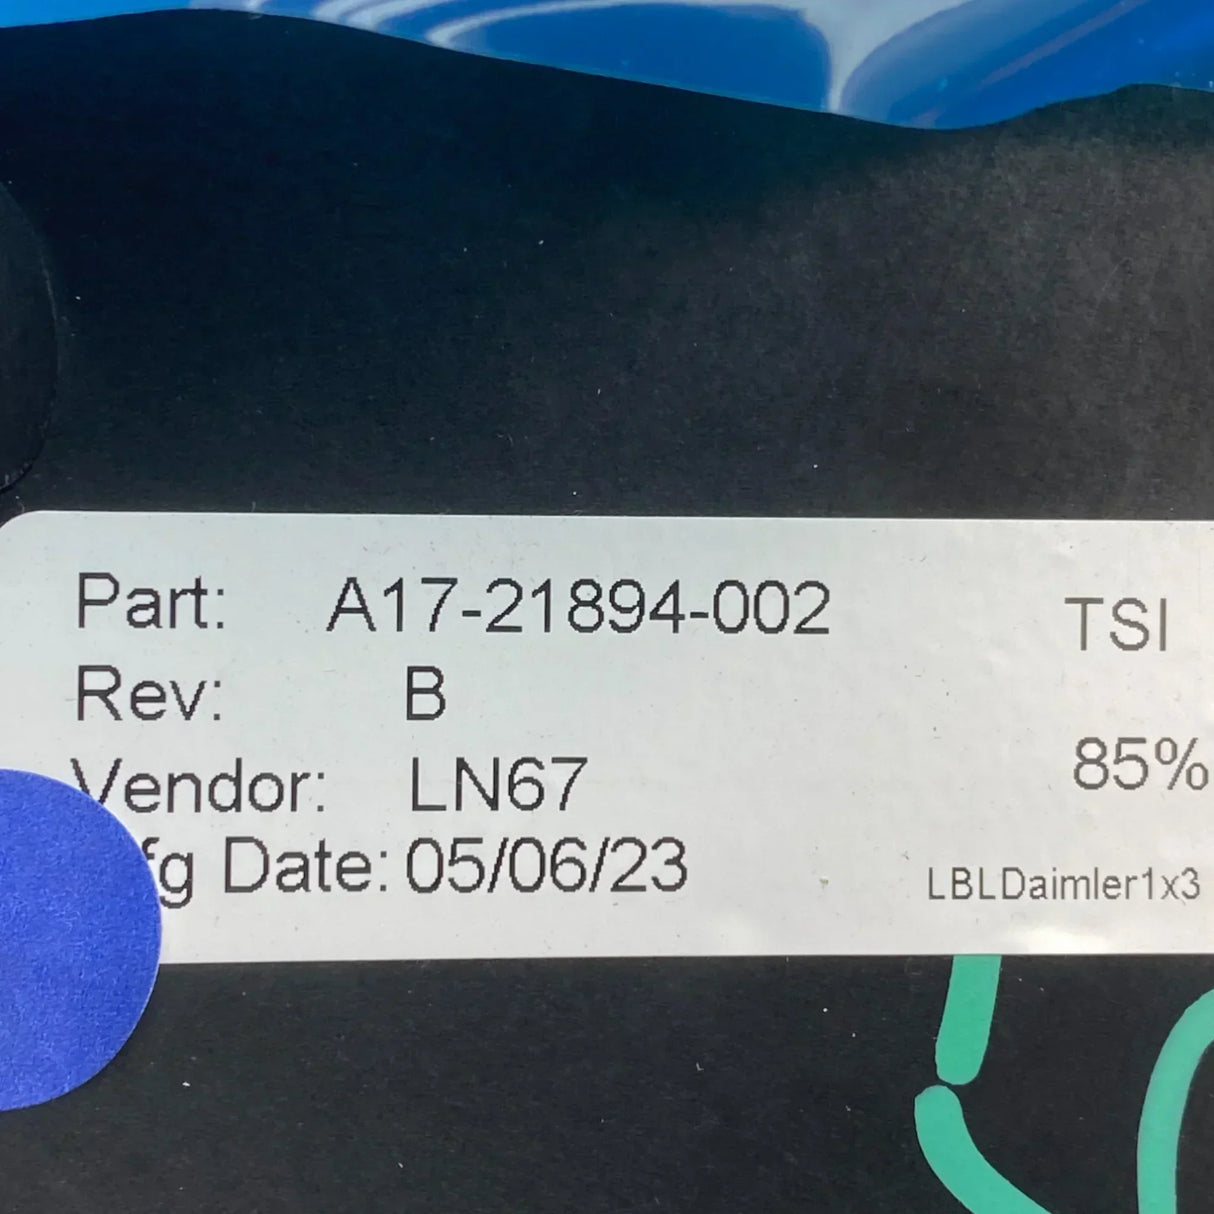 Part: A17-21894-002 TSI
Rev: B
Vendor: LN67 85%
fg Date: 05/06/23
LBLDaimler1x3